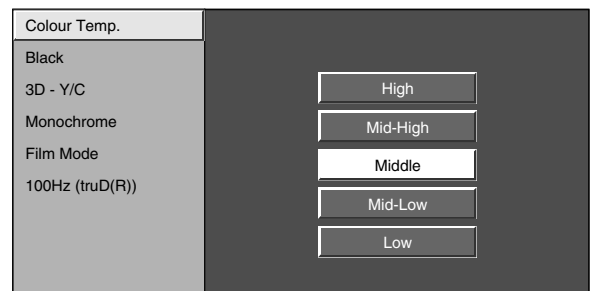 Colour Temp.
Black
3D - Y/C
Monochrome
Film Mode
100Hz (truD(R))
High
Mid-High
Middle
Mid-Low
Low